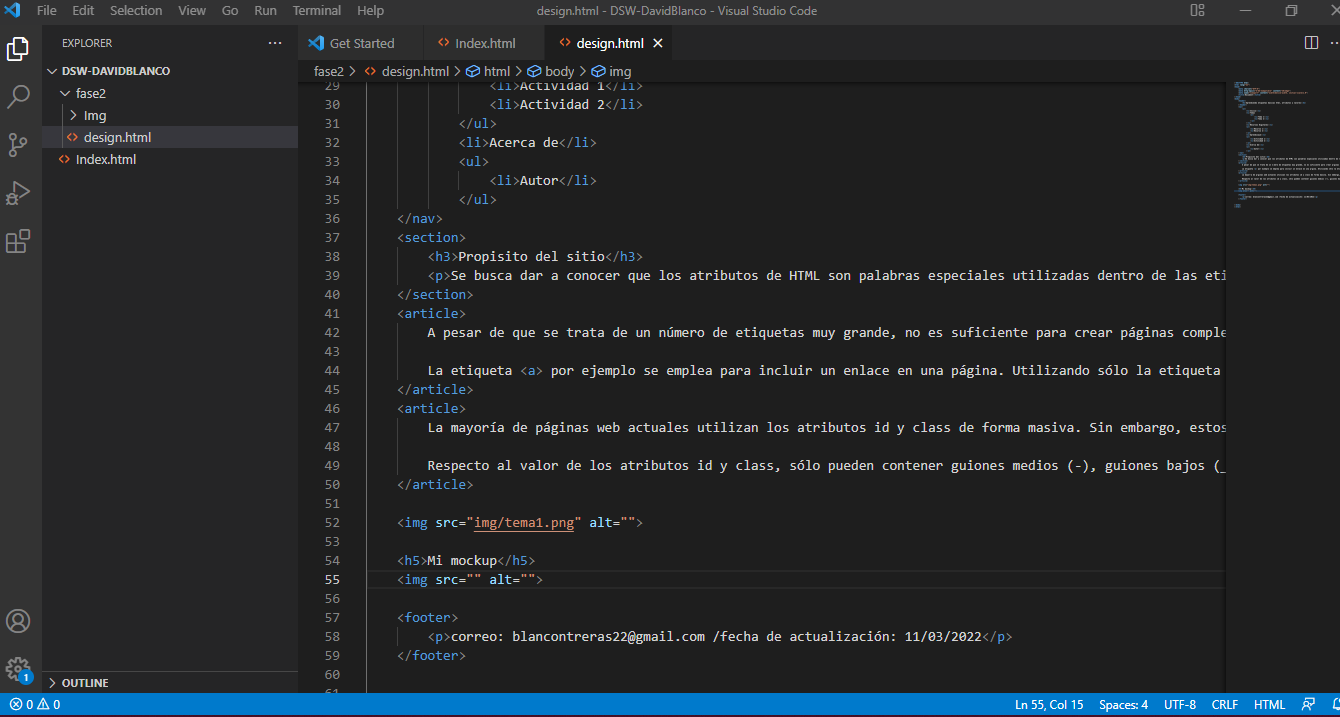 File Edit Selection View Go Run Terminal Help design.html - DSW-DavidBlanco - Visual Studio Code
EXPLORER
Get Started Index.html design.html
DSW-DAVIDBLANCO
fase2 > design.html > html > body > img
fase2
Img
design.html
Index.html
29 <li>Actividad 1</li>
30 <li>Actividad 2</li>
31 </ul>
32 <li>Acerca de</li>
33 <ul>
34 <li>Autor</li>
35 </ul>
36 </nav>
37 <section>
38 <h3>Propisito del sitio</h3>
39 <p>Se busca dar a conocer que los atributos de HTML son palabras especiales utilizadas dentro de las eti
40 </section>
41 <article>
42 A pesar de que se trata de un número de etiquetas muy grande, no es suficiente para crear páginas comple
43
44 La etiqueta <a> por ejemplo se emplea para incluir un enlace en una página. Utilizando sólo la etiqueta
45 </article>
46 <article>
47 La mayoría de páginas web actuales utilizan los atributos id y class de forma masiva. Sin embargo, estos
48
49 Respecto al valor de los atributos id y class, sólo pueden contener guiones medios (-), guiones bajos (_
50 </article>
51
52 <img src="img/tema1.png" alt="">
53
54 <h5>Mi mockup</h5>
55 <img src="" alt="">
56
57 <footer>
58 <p>correo: blancontreras22@gmail.com /fecha de actualización: 11/03/2022</p>
59 </footer>
60
61
1
OUTLINE
0 0 Ln 55, Col 15 Spaces: 4 UTF-8 CRLF HTML